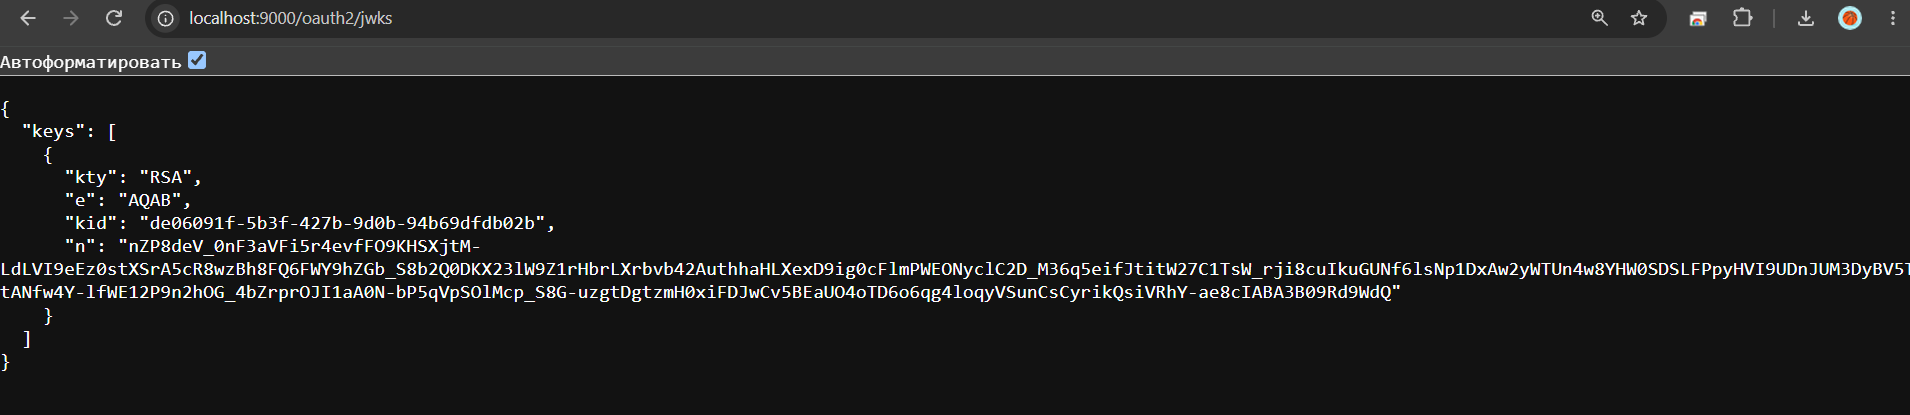 localhost:9000/oauth2/jwks
Автоформатировать
{
"keys": [
{
"kty": "RSA",
"e": "AQAB",
"kid": "de06091f-5b3f-427b-9d0b-94b69dfdb02b",
"n": "nZP8deV_0nF3aVFi5r4evfFO9KHSXjtM-
LdLVI9eEz0stXSrA5cR8wzBh8FQ6FWY9hZGb_S8b2Q0DKX23lW9Z1rHbrLXrbvb42AuthhaHLXexD9ig0cFlmPWEONyclC2D_M36q5eifJtitW27C1TsW_rji8cuIkuGUNf6lsNp1DxAw2yWTUn4w8YHW0SDSLFPpyHVI9UDnJUM3DyBV5T
tANfw4Y-lfWE12P9n2hOG_4bZrprOJI1aA0N-bP5qVpSOlMcp_S8G-uzgtDgtzmH0xiFDJwCv5BEaUO4oTD6o6qg4loqyVSunCsCyrikQsiVRhY-ae8cIABA3B09Rd9WdQ"
}
]
}